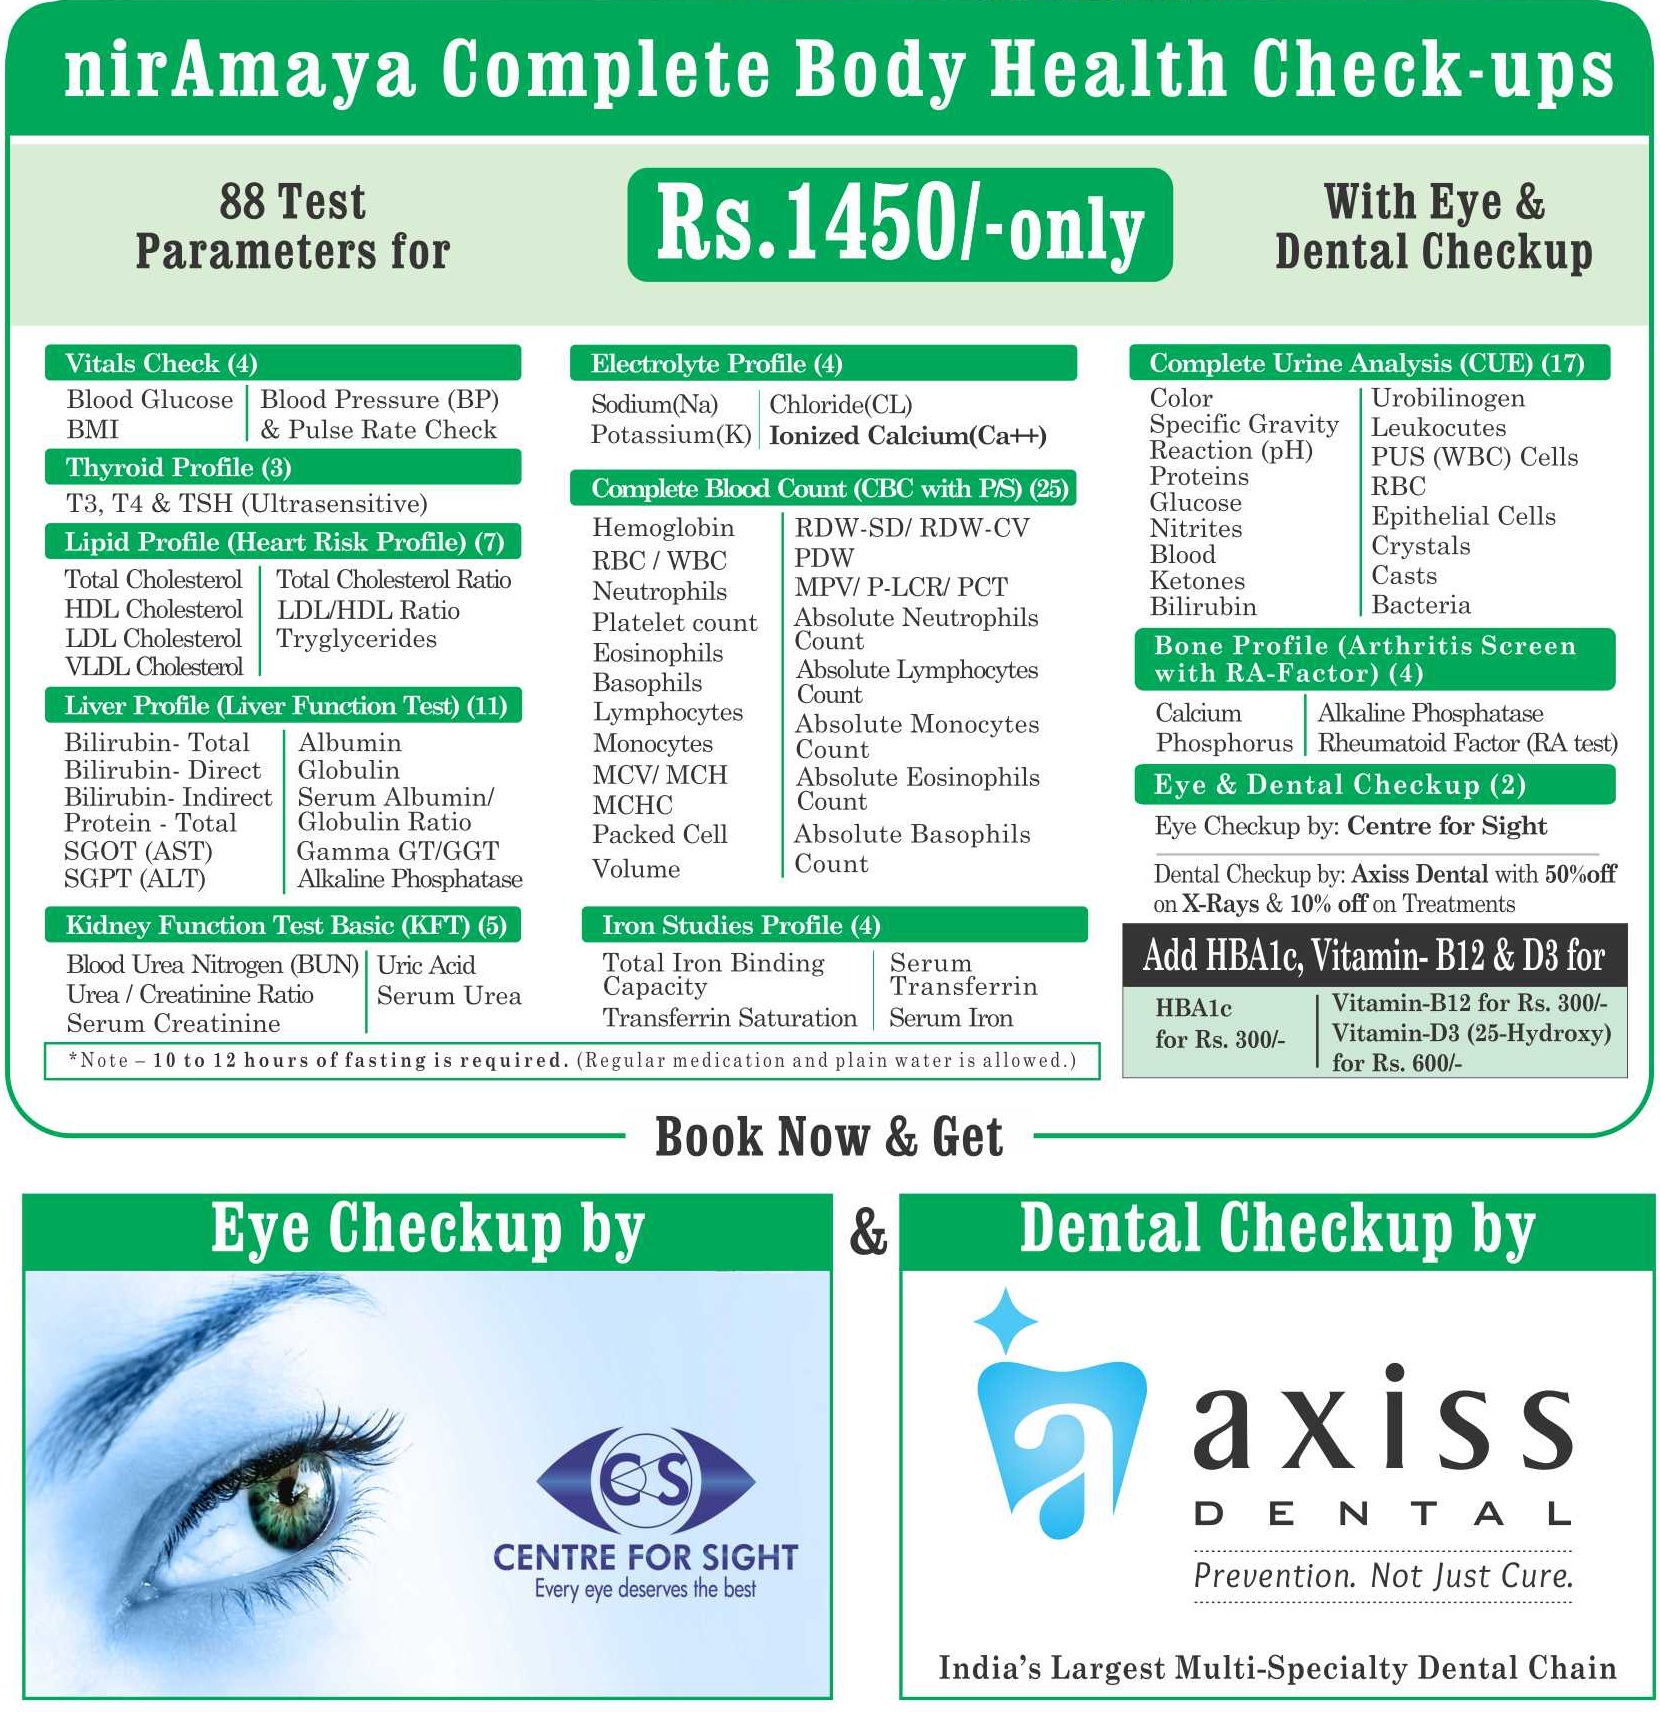 nirAmaya Complete Body Health Check-ups
88 Test
Parameters for
Rs.1450/-only
With Eye &
Dental Checkup
Vitals Check (4)
Blood Glucose
BMI
Blood Pressure (BP)
& Pulse Rate Check
Thyroid Profile (3)
T3, T4 & TSH (Ultrasensitive)
Lipid Profile (Heart Risk Profile) (7)
Total Cholesterol
HDL Cholesterol
LDL Cholesterol
VLDL Cholesterol
Total Cholesterol Ratio
LDL/HDL Ratio
Tryglycerides
Liver Profile (Liver Function Test) (11)
Bilirubin- Total
Bilirubin- Direct
Bilirubin- Indirect
Protein - Total
SGOT (AST)
SGPT (ALT)
Albumin
Globulin
Serum Albumin/
Globulin Ratio
Gamma GT/GGT
Alkaline Phosphatase
Kidney Function Test Basic (KFT) (5)
Blood Urea Nitrogen (BUN)
Urea / Creatinine Ratio
Serum Creatinine
Uric Acid
Serum Urea
Electrolyte Profile (4)
Sodium(Na)
Potassium(K)
Chloride(CL)
Ionized Calcium(Ca++)
Complete Blood Count (CBC with P/S) (25)
Hemoglobin
RBC / WBC
Neutrophils
Platelet count
Eosinophils
Basophils
Lymphocytes
Monocytes
MCV/ MCH
MCHC
Packed Cell
Volume
RDW-SD/ RDW-CV
PDW
MPV/ P-LCR/ PCT
Absolute Neutrophils
Count
Absolute Lymphocytes
Count
Absolute Monocytes
Count
Absolute Eosinophils
Count
Absolute Basophils
Count
Iron Studies Profile (4)
Total Iron Binding
Capacity
Transferrin Saturation
Serum
Transferrin
Serum Iron
Complete Urine Analysis (CUE) (17)
Color
Specific Gravity
Reaction (pH)
Proteins
Glucose
Nitrites
Blood
Ketones
Bilirubin
Urobilinogen
Leukocutes
PUS (WBC) Cells
RBC
Epithelial Cells
Crystals
Casts
Bacteria
Bone Profile (Arthritis Screen
with RA-Factor) (4)
Calcium
Phosphorus
Alkaline Phosphatase
Rheumatoid Factor (RA test)
Eye & Dental Checkup (2)
Eye Checkup by: Centre for Sight
Dental Checkup by: Axiss Dental with 50%off
on X-Rays & 10% off on Treatments
Add HBA1c, Vitamin- B12 & D3 for
HBA1c
for Rs. 300/-
Vitamin-B12 for Rs. 300/-
Vitamin-D3 (25-Hydroxy)
for Rs. 600/-
*Note – 10 to 12 hours of fasting is required. (Regular medication and plain water is allowed.)
Book Now & Get
Eye Checkup by
&
Dental Checkup by
CS
CENTRE FOR SIGHT
Every eye deserves the best
a
axiss
DENTAL
Prevention. Not Just Cure.
India's Largest Multi-Specialty Dental Chain